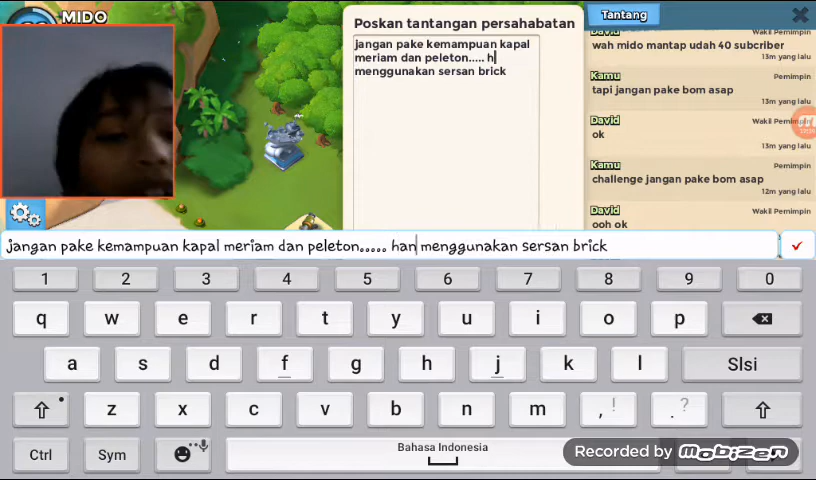 MIDO
Poskan tantangan persahabatan
jangan pake kemampuan kapal
meriam dan peleton..... h
menggunakan sersan brick
Tantang
David
Wakil Pemimpin
wah mido mantap udah 40 subcriber
13m yang lalu
Kamu
Pemimpin
tapi jangan pake bom asap
13m yang lalu
David
Wakil Pemimpin
ok
13m yang lalu
Kamu
Pemimpin
challenge jangan pake bom asap
12m yang lalu
David
Wakil Pemimpin
ooh ok
jangan pake kemampuan kapal meriam dan peleton..... han menggunakan sersan brick
1 2 3 4 5 6 7 8 9 0
q w e r t y u i o p
a s d f g h j k l Slsi
z x c v b n m , ! . ?
Ctrl Sym Bahasa Indonesia
Recorded by Mobizen